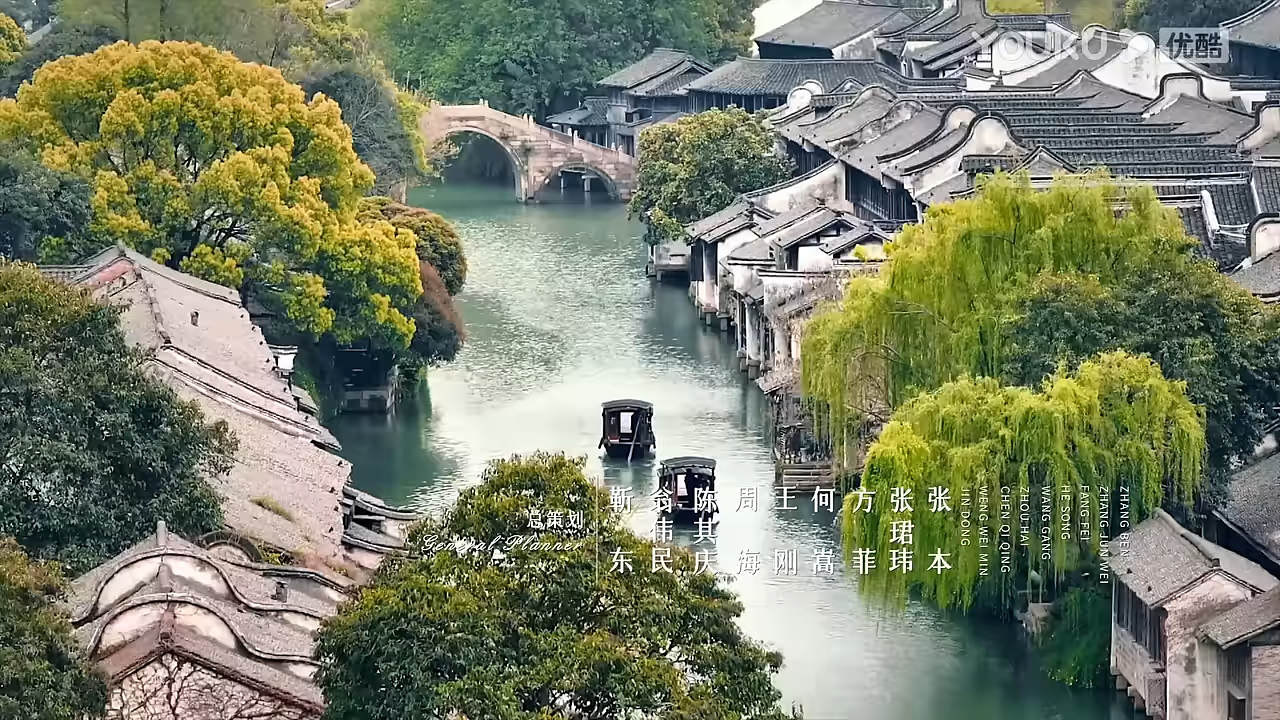 YOUKU 优酷
总策划
General Planner
靳东
翁伟民
陈其庆
周海
王刚
何嵩
方菲
张珺玮
张本
JIN DONG
WENG WEI MIN
CHEN QI QING
ZHOU HAI
WANG GANG
HE SONG
FANG FEI
ZHANG JUN WEI
ZHANG BEN